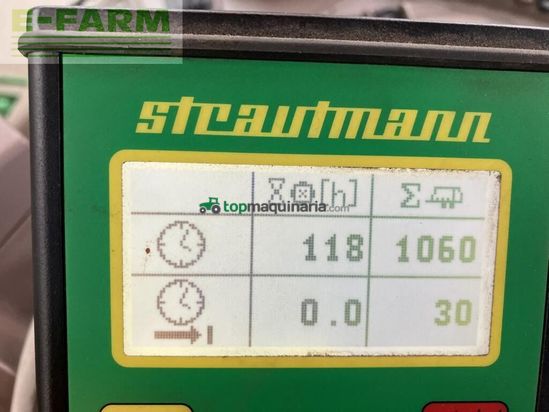 E-FARM
strautmann
[h] Σ
topmaquinaria.com
118 1060
0.0 30